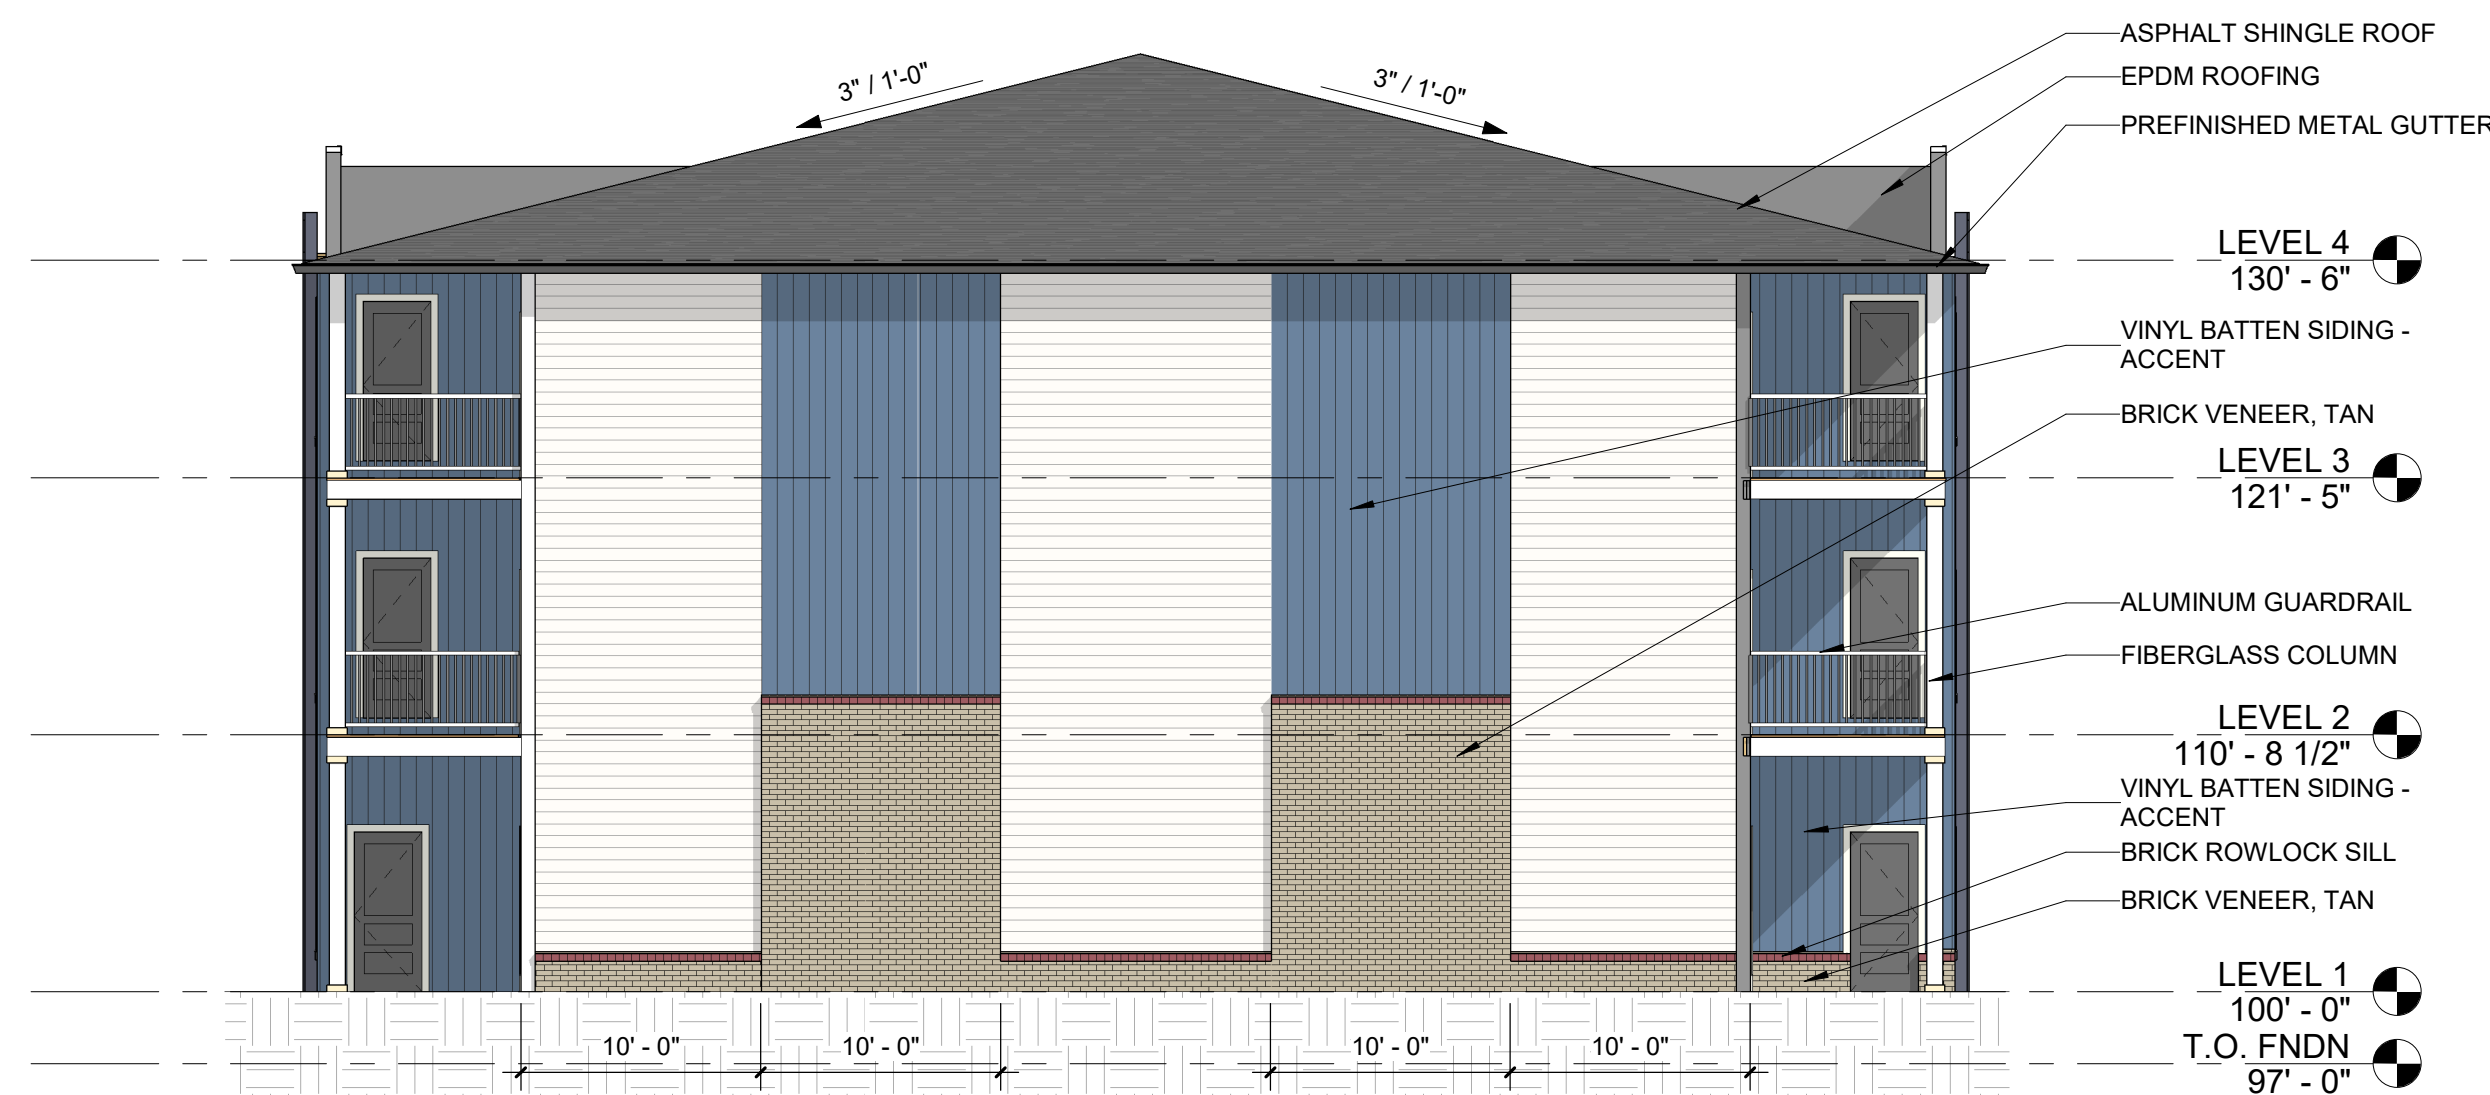 ASPHALT SHINGLE ROOF
3" / 1'-0"
3" / 1'-0"
EPDM ROOFING
PREFINISHED METAL GUTTER
LEVEL 4
130' - 6"
VINYL BATTEN SIDING -
ACCENT
BRICK VENEER, TAN
LEVEL 3
121' - 5"
ALUMINUM GUARDRAIL
FIBERGLASS COLUMN
LEVEL 2
110' - 8 1/2"
VINYL BATTEN SIDING -
ACCENT
BRICK ROWLOCK SILL
BRICK VENEER, TAN
LEVEL 1
100' - 0"
10' - 0"
10' - 0"
10' - 0"
10' - 0"
T.O. FNDN
97' - 0"